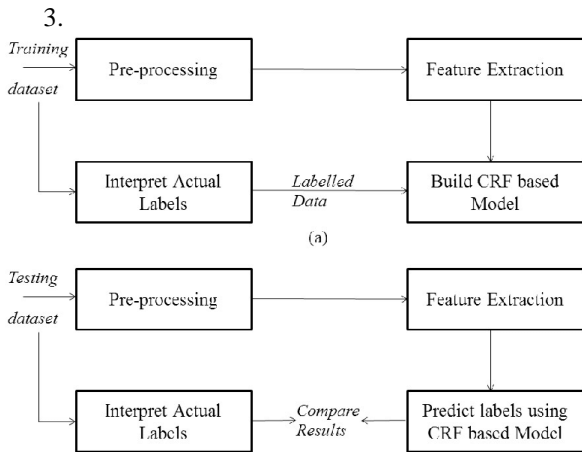 3.
Training
dataset
Pre-processing
Feature Extraction
Interpret Actual
Labels
Labelled
Data
Build CRF based
Model
(a)
Testing
dataset
Pre-processing
Feature Extraction
Interpret Actual
Labels
Compare
Results
Predict labels using
CRF based Model